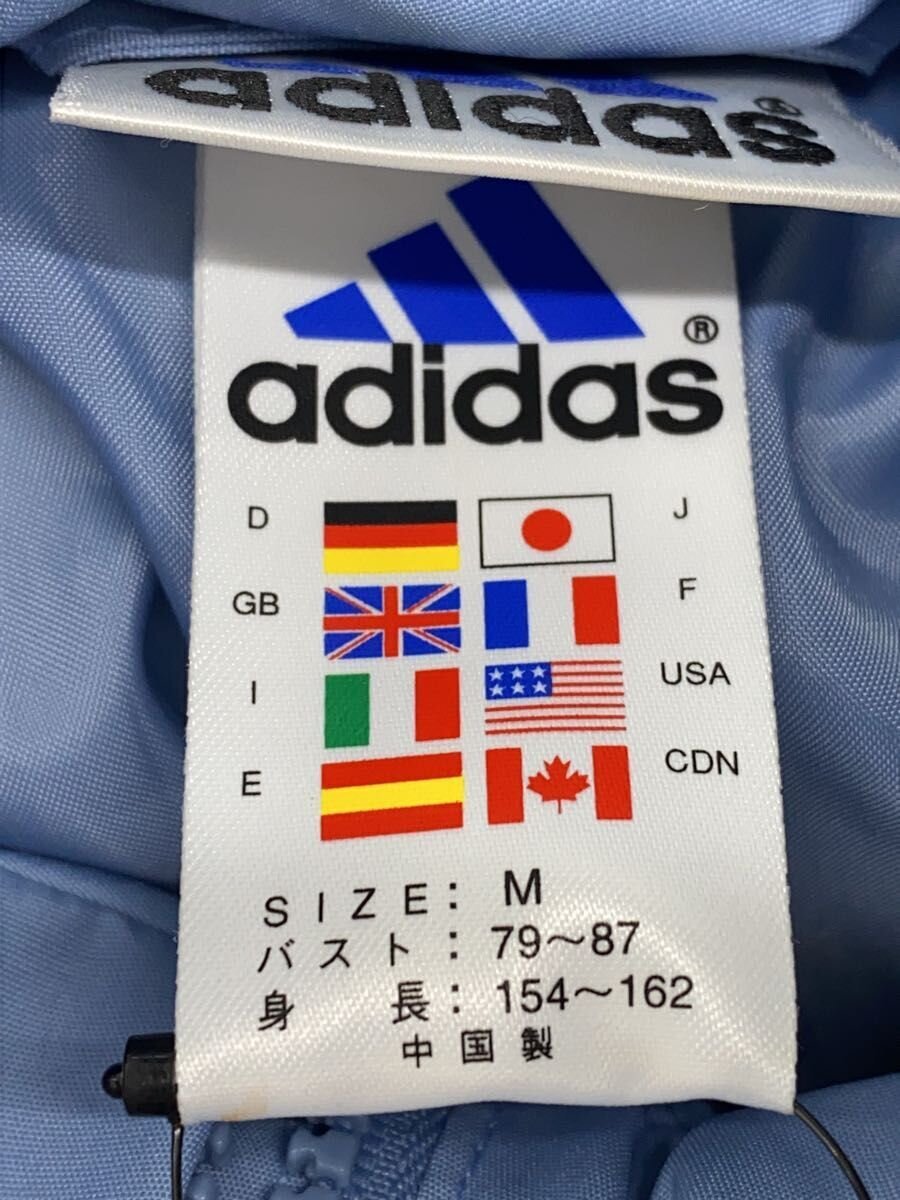 adidas
®
adidas
D J
GB F
I USA
E CDN
SIZE: M
バスト: 79～87
身 長: 154～162
中国製